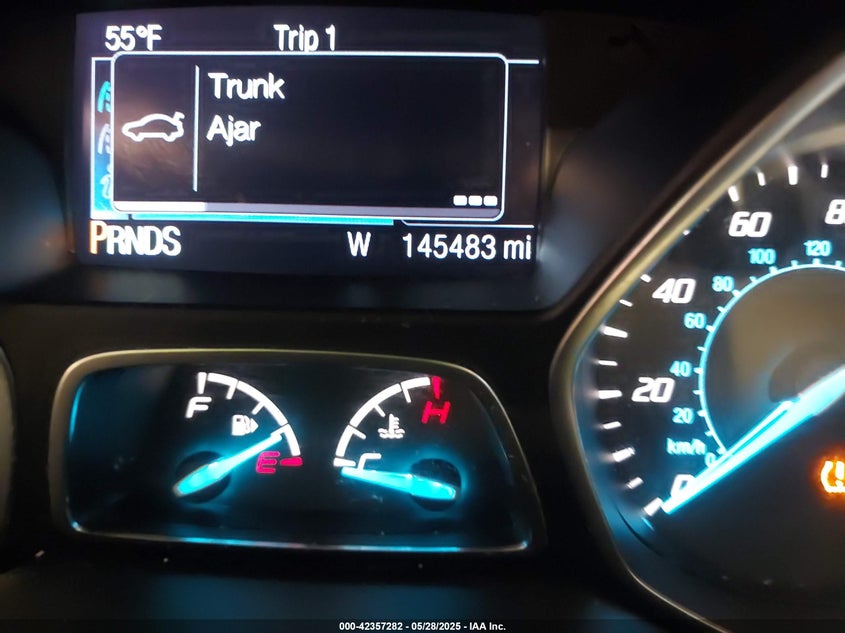 55°F Trip 1
Trunk
Ajar
PRNDS W 145483 mi
F E
C H
0 20 40 60 8
km/h 0 20 40 60 80 100 120
000-42357282 - 05/28/2025 - IAA Inc.